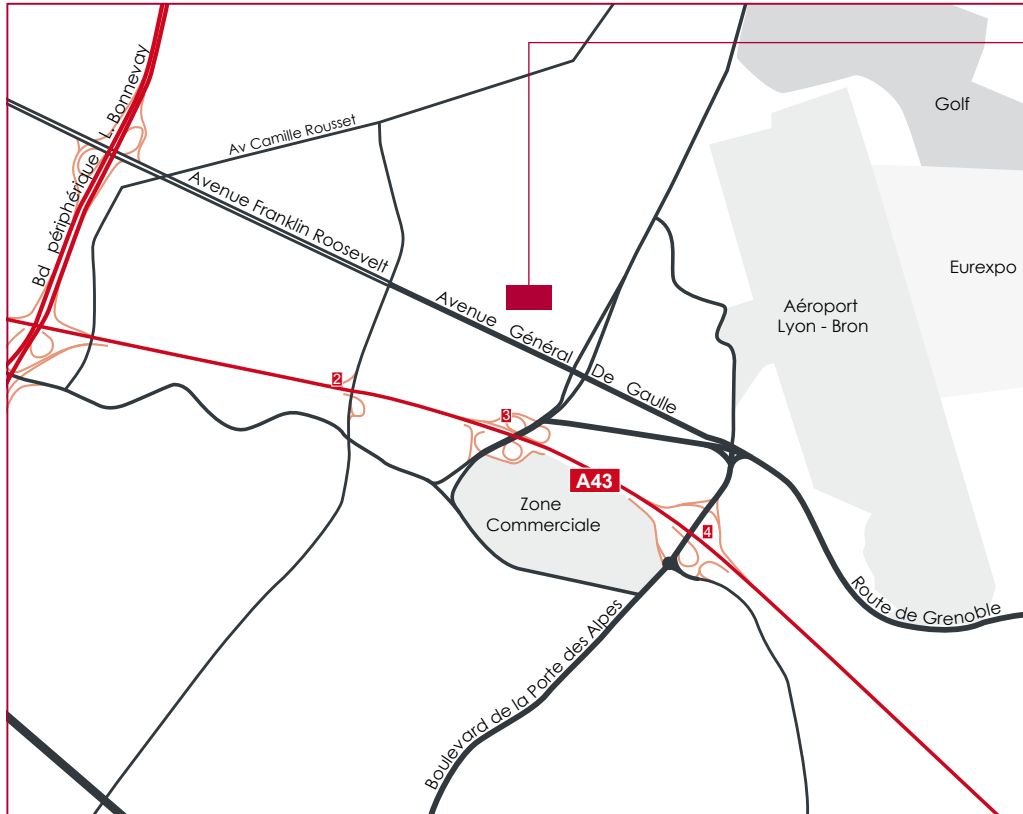 Golf
Bd périphérique L. Bonnevay
Av Camille Rousset
Avenue Franklin Roosevelt
Eurexpo
Avenue Général De Gaulle
Aéroport
Lyon - Bron
2
3
A43
Zone
Commerciale
4
Route de Grenoble
Boulevard de la Porte des Alpes